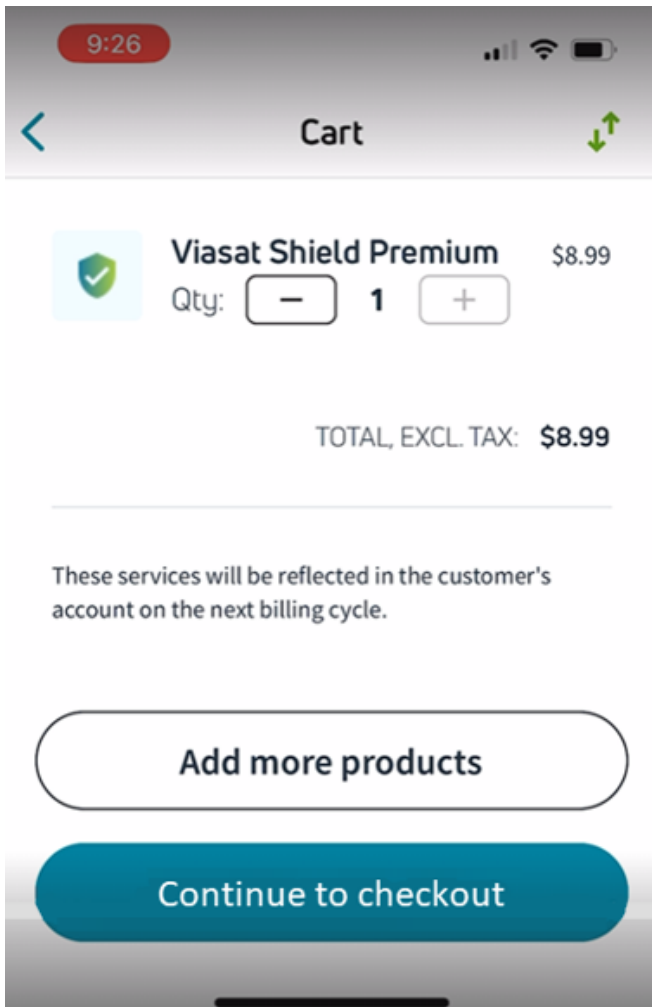 9:26
Cart
Viasat Shield Premium $8.99
Qty: − 1 +
TOTAL, EXCL. TAX: $8.99
These services will be reflected in the customer's
account on the next billing cycle.
Add more products
Continue to checkout